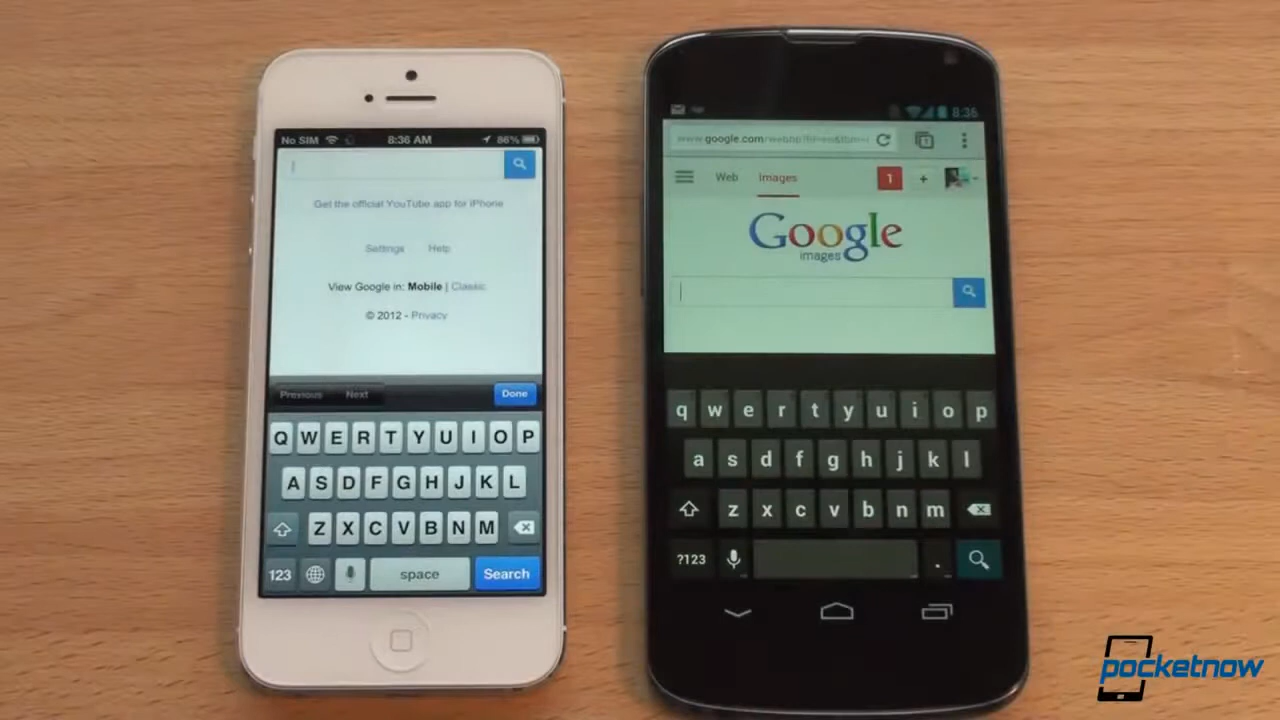 No SIM 8:36 AM 86%
Get the official YouTube app for iPhone
Settings Help
View Google in: Mobile | Classic
© 2012 - Privacy
Previous Next Done
Q W E R T Y U I O P
A S D F G H J K L
Z X C V B N M
123 space Search
8:36
www.google.com/webhp?
1
Web Images 1 +
Google
images
q w e r t y u i o p
a s d f g h j k l
z x c v b n m
?123 .
pocketnow